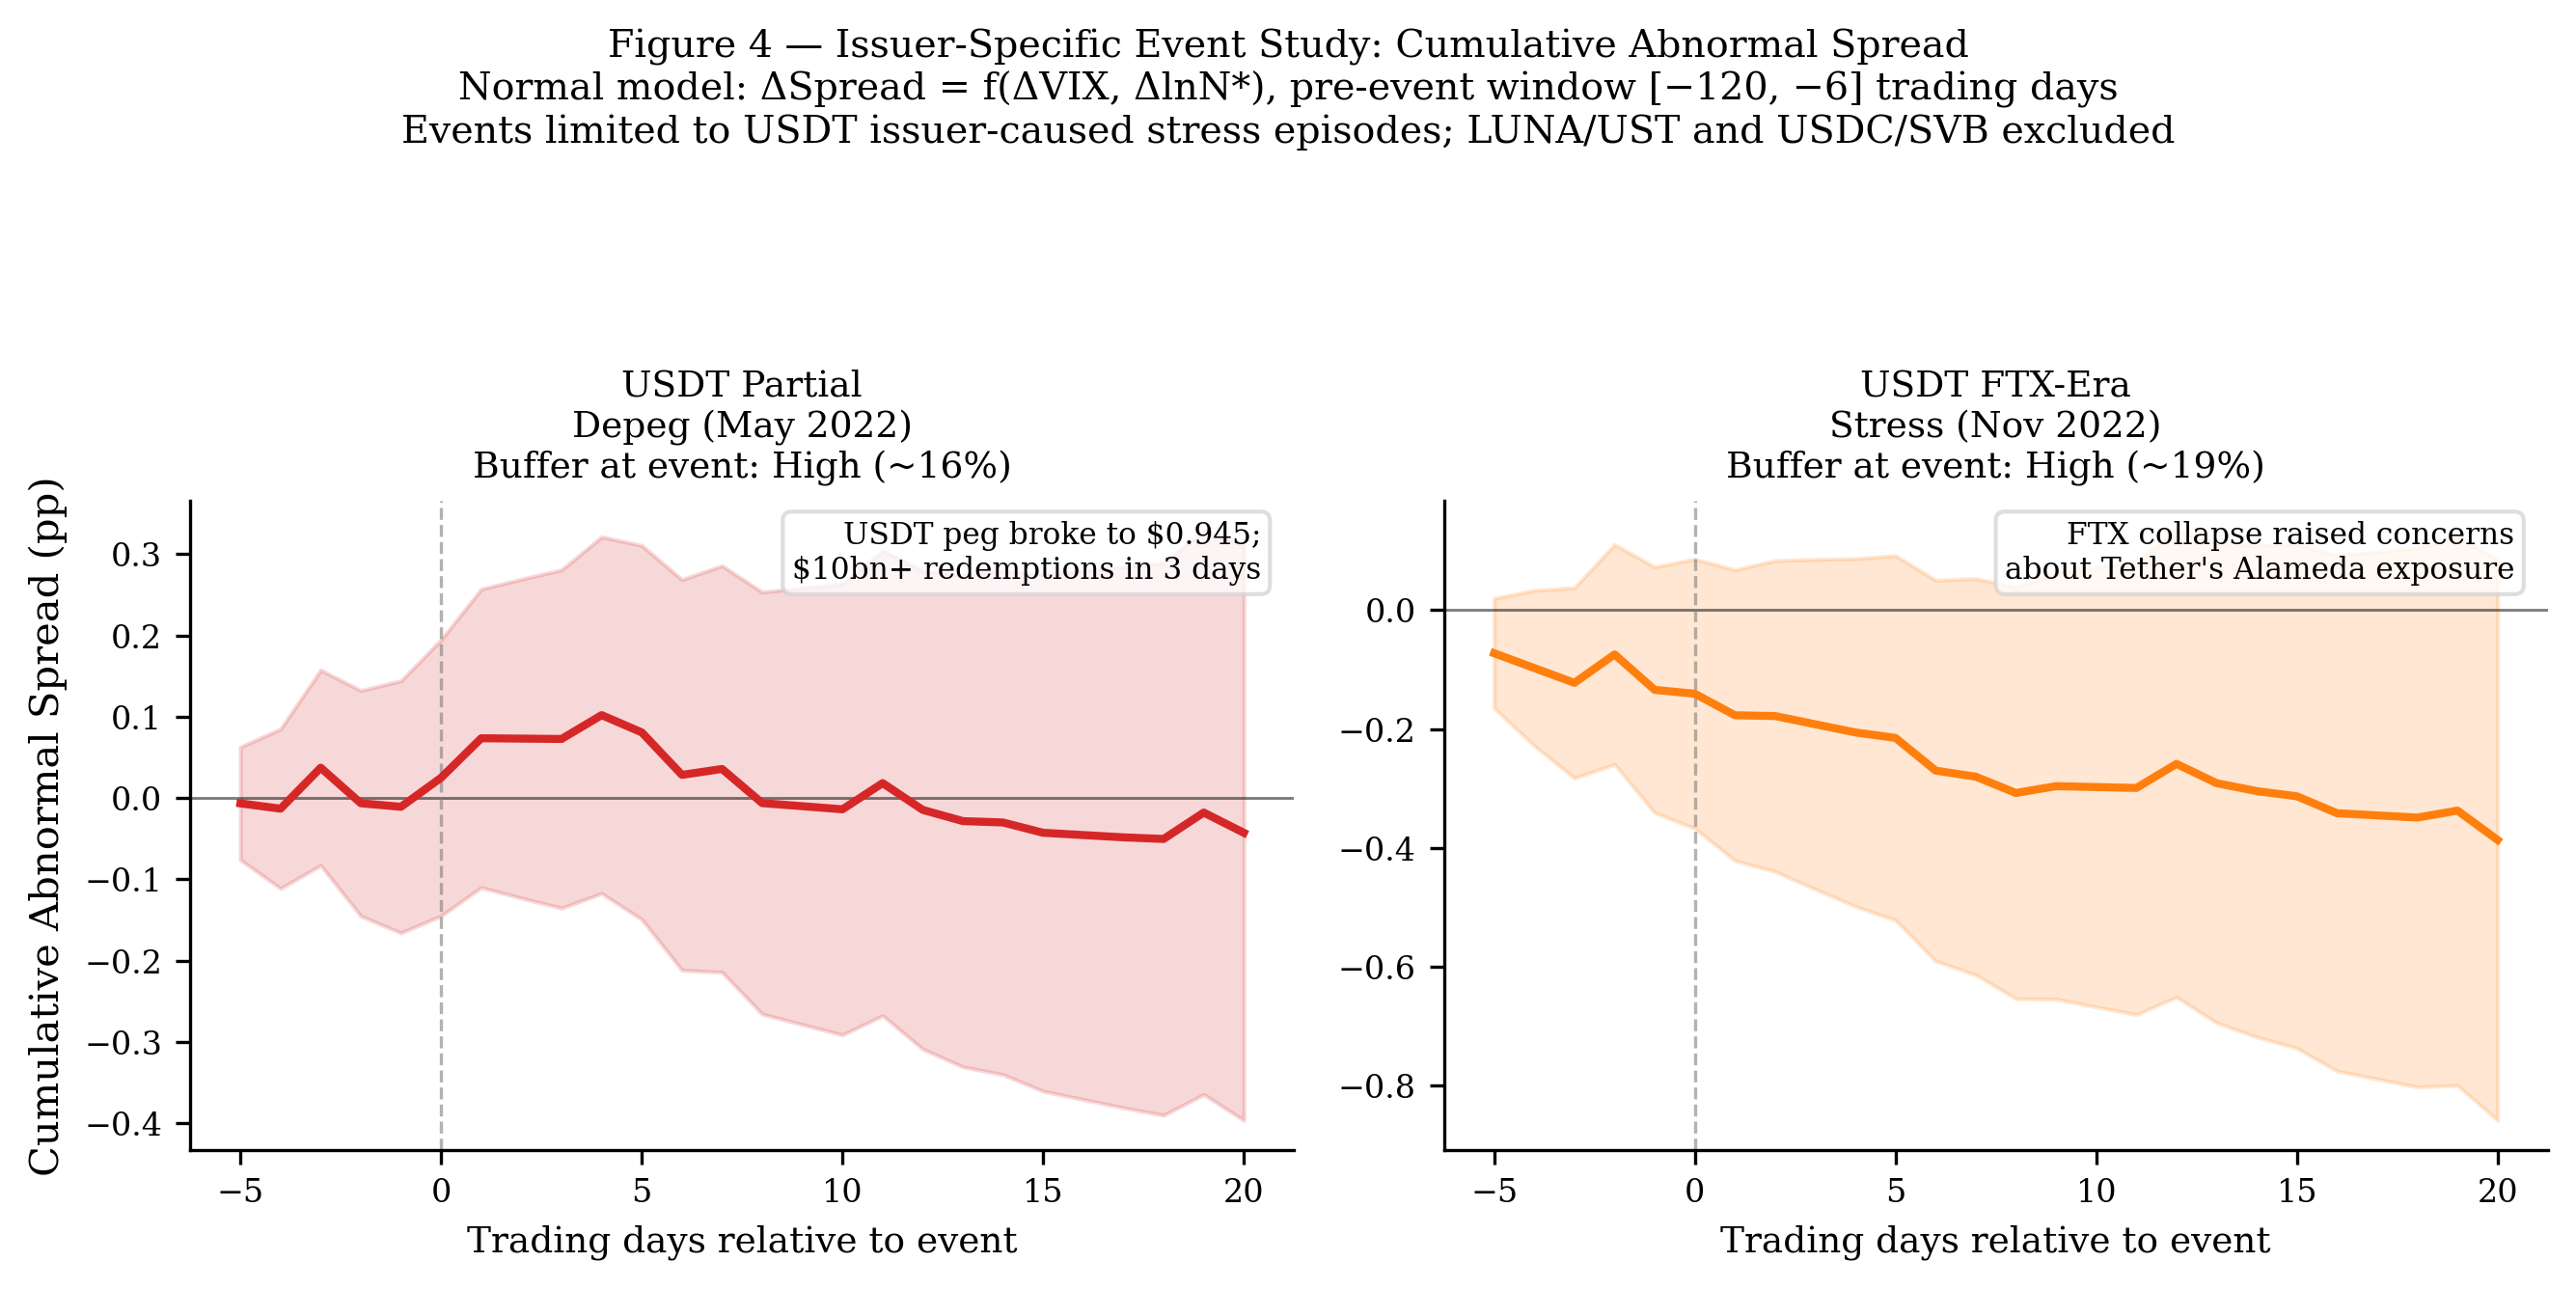 Figure 4 — Issuer-Specific Event Study: Cumulative Abnormal Spread
Normal model: ΔSpread = f(ΔVIX, ΔlnN*), pre-event window [−120, −6] trading days
Events limited to USDT issuer-caused stress episodes; LUNA/UST and USDC/SVB excluded
USDT Partial
Depeg (May 2022)
Buffer at event: High (~16%)
USDT peg broke to $0.945;
$10bn+ redemptions in 3 days
Cumulative Abnormal Spread (pp)
0.3
0.2
0.1
0.0
−0.1
−0.2
−0.3
−0.4
−5
0
5
10
15
20
Trading days relative to event
USDT FTX-Era
Stress (Nov 2022)
Buffer at event: High (~19%)
FTX collapse raised concerns
about Tether's Alameda exposure
0.0
−0.2
−0.4
−0.6
−0.8
−5
0
5
10
15
20
Trading days relative to event